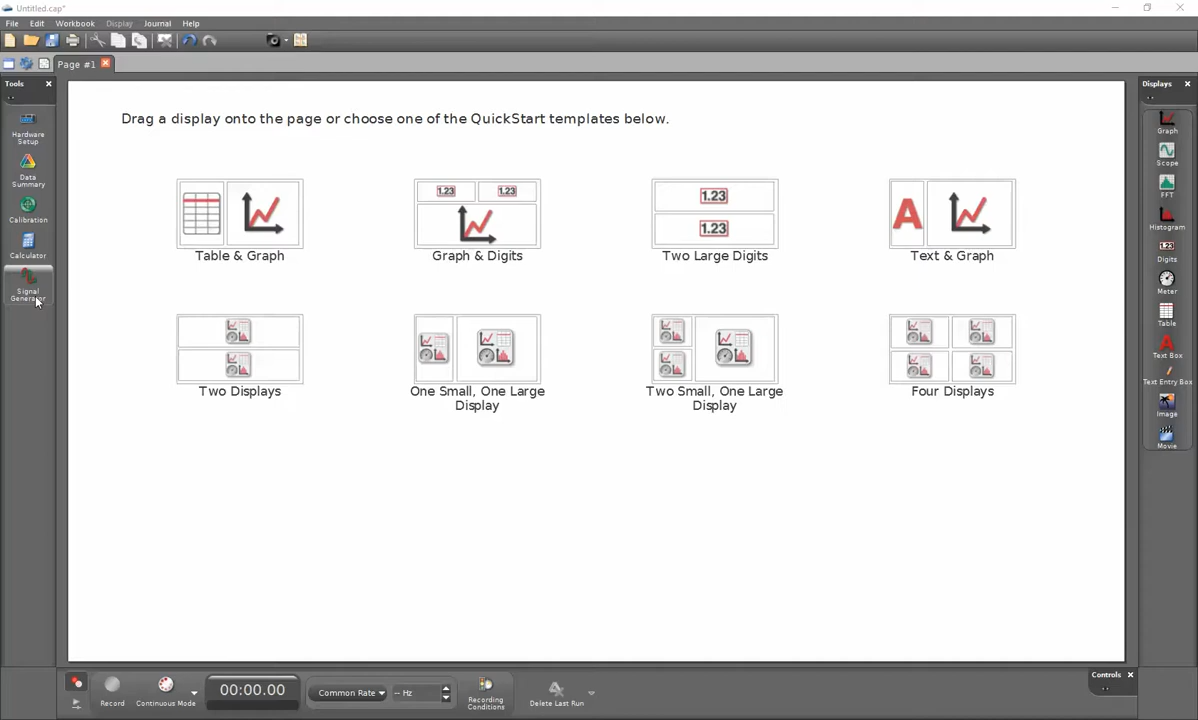 Untitled.cap*
File Edit Workbook Display Journal Help
Page #1
Tools
Displays
Drag a display onto the page or choose one of the QuickStart templates below.
Hardware
Setup
Data
Summary
Calibration
Calculator
Signal
Generator
1.23 1.23
1.23
1.23
A
Table & Graph
Graph & Digits
Two Large Digits
Text & Graph
Two Displays
One Small, One Large
Display
Two Small, One Large
Display
Four Displays
Graph
Scope
FFT
Histogram
1.23
Digits
Meter
Table
A
Text Box
Text Entry Box
Image
Movie
Record
Continuous Mode
00:00.00
Common Rate
-- Hz
Recording
Conditions
Delete Last Run
Controls